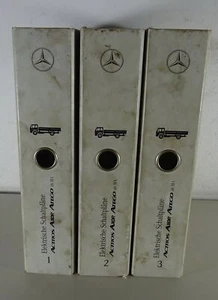 Elektrische Schaltpläne
ACTROS AXOR ATEGO
1
Elektrische Schaltpläne
ACTROS AXOR ATEGO
2
Elektrische Schaltpläne
ACTROS AXOR ATEGO
3